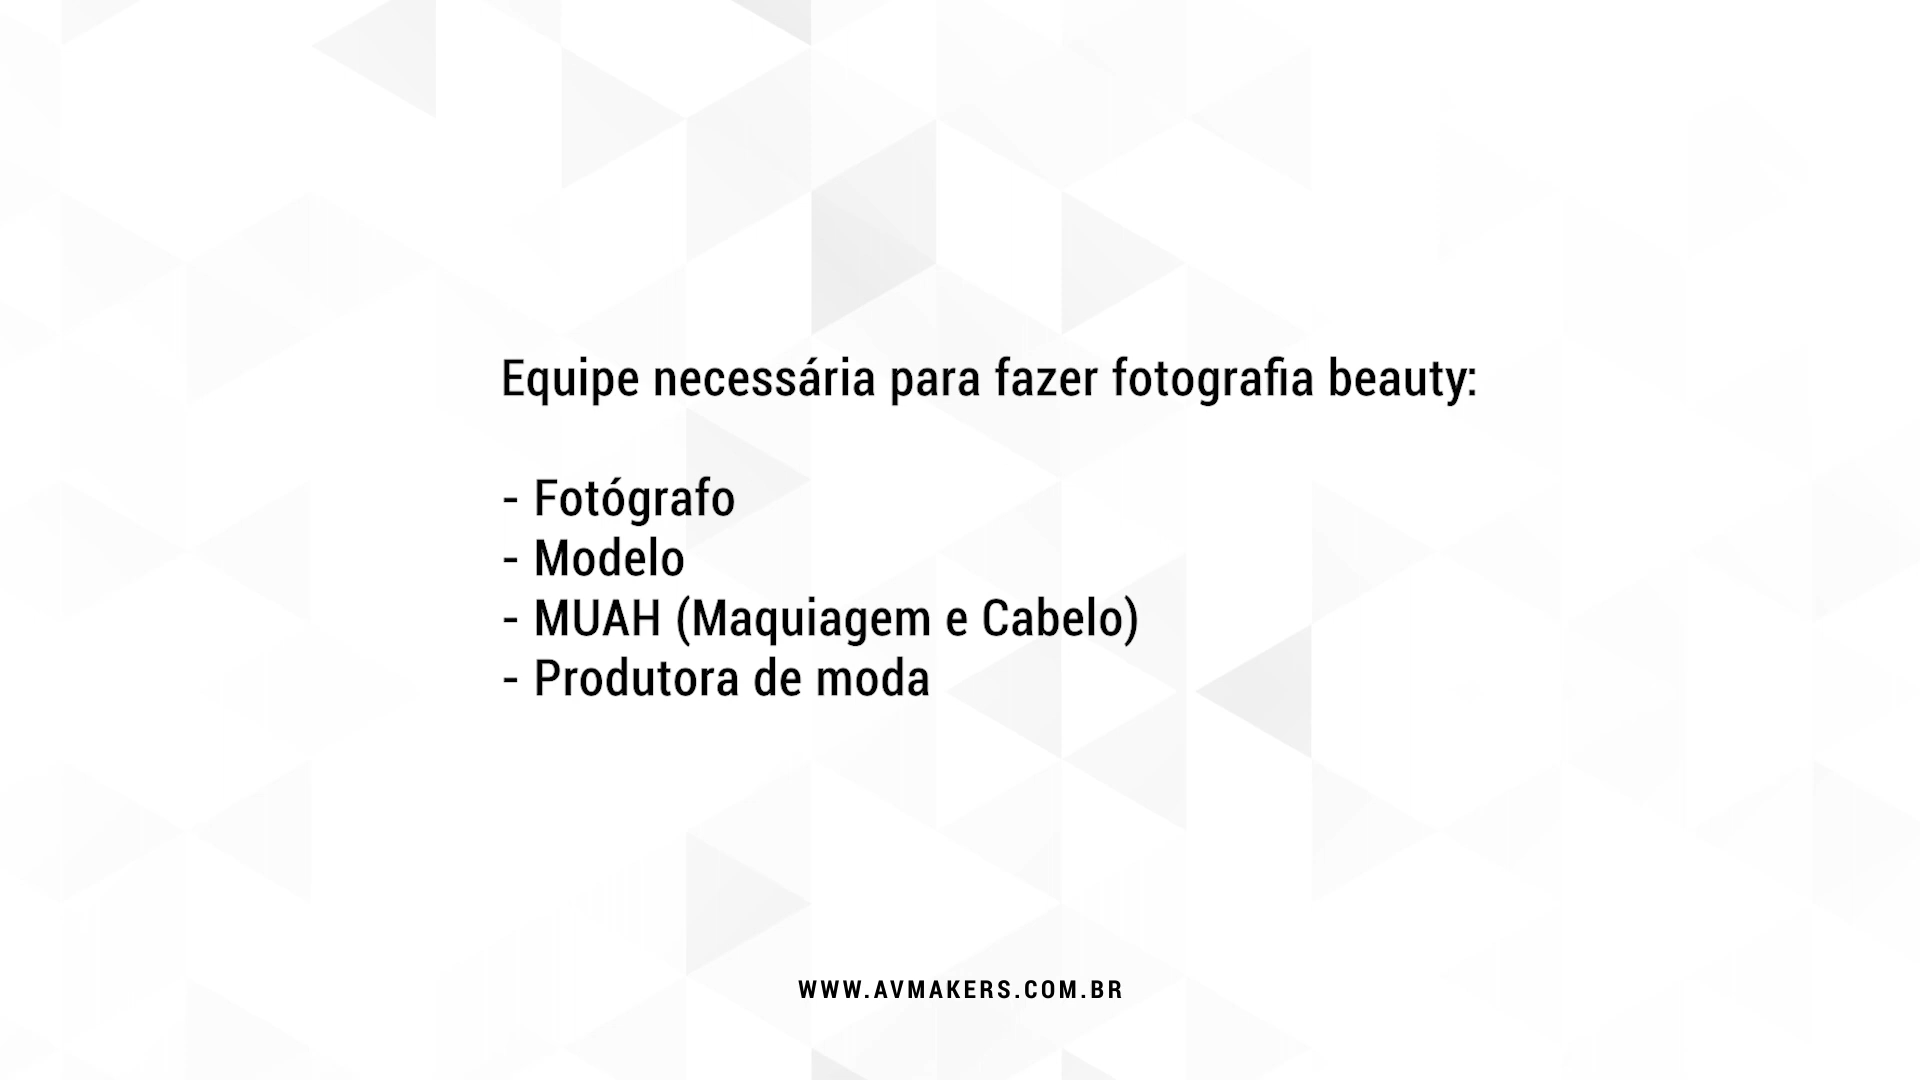 Equipe necessária para fazer fotografia beauty:
- Fotógrafo
- Modelo
- MUAH (Maquiagem e Cabelo)
- Produtora de moda
WWW.AVMAKERS.COM.BR